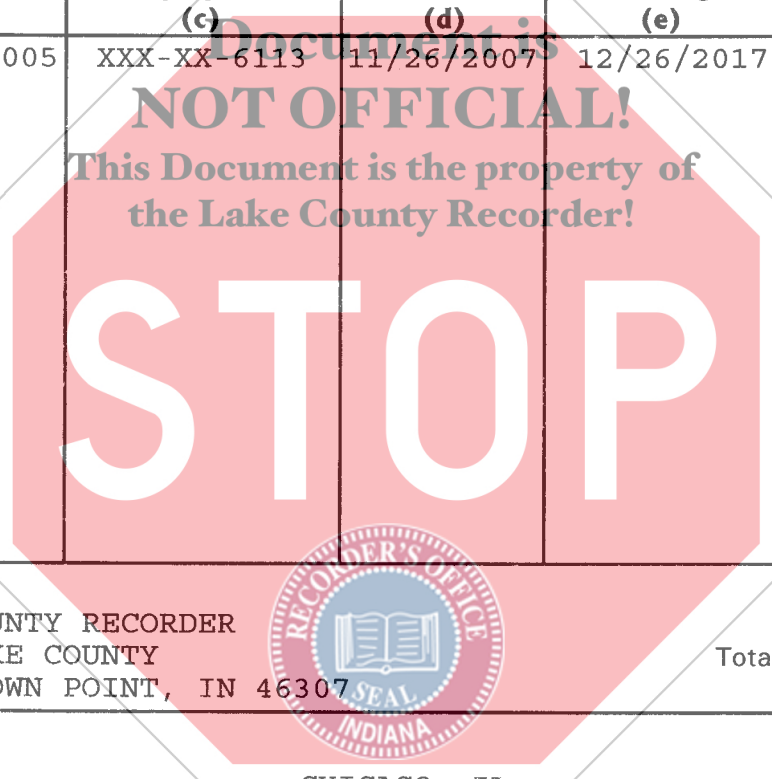 (c) (d) (e)
Document is
005 XXX-XX-6113 11/26/2007 12/26/2017
NOT OFFICIAL!
This Document is the property of
the Lake County Recorder!
STOP
RECORDER'S OFFICE
SEAL
INDIANA
UNTY RECORDER
KE COUNTY
Tota
OWN POINT, IN 46307